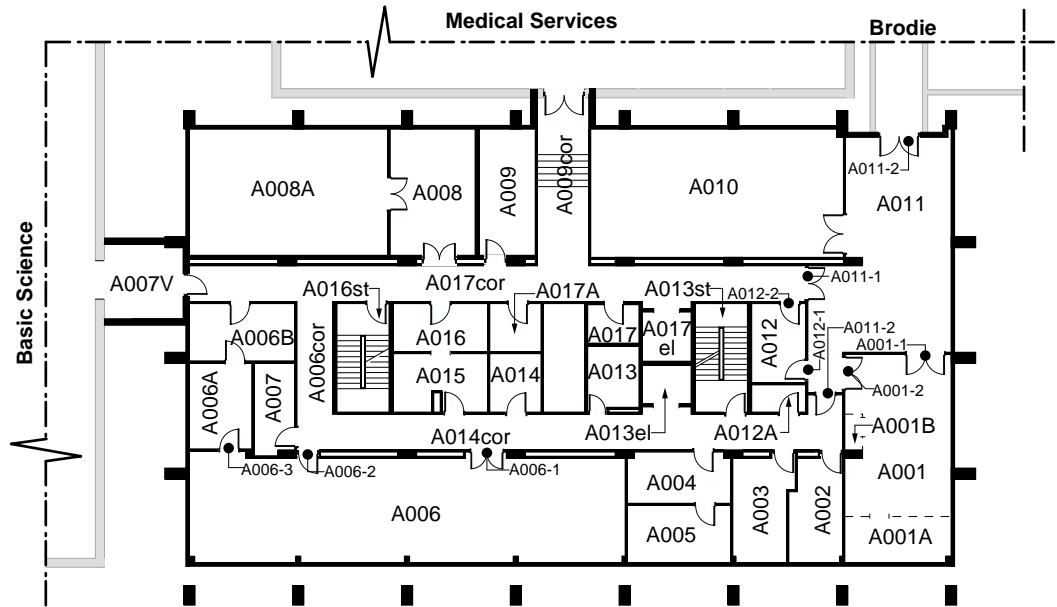 Medical Services
Brodie
Basic Science
A011-2
A008A
A008
A009
A009cor
A010
A011
A007V
A016st
A017cor
A017A
A013st
A012-2
A011-1
A006B
A006cor
A016
A017
A017
el
A012
A012-1
A011-2
A001-1
A006A
A007
A015
A014
A013
A001-2
A014cor
A013el
A012A
A001B
A006-3
A006-2
A006-1
A004
A003
A002
A001
A006
A005
A001A